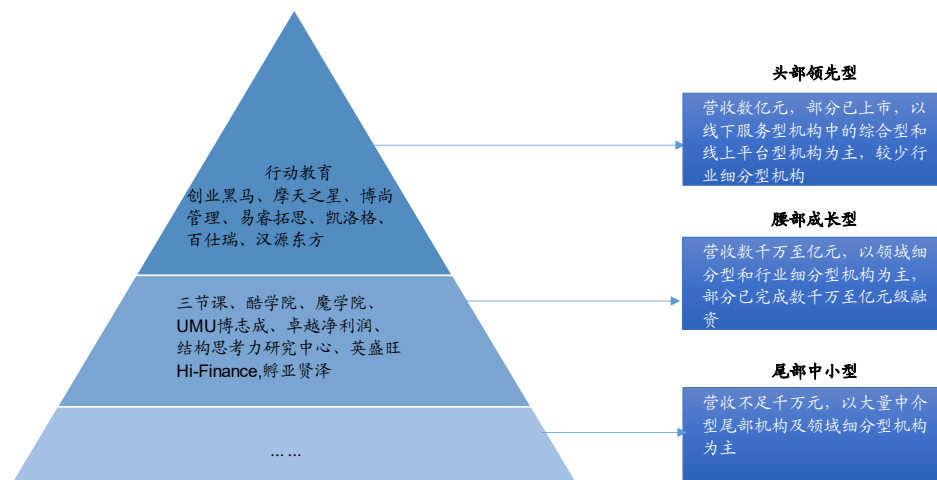 行动教育
创业黑马、摩天之星、博尚
管理、易睿拓思、凯洛格、
百仕瑞、汉源东方
三节课、酷学院、魔学院、
UMU博志成、卓越净利润、
结构思考力研究中心、英盛旺
Hi-Finance,孵亚贤泽
... ...
头部领先型
营收数亿元，部分已上市，以
线下服务型机构中的综合型和
线上平台型机构为主，较少行
业细分型机构
腰部成长型
营收数千万至亿元，以领域细
分型和行业细分型机构为主，
部分已完成数千万至亿元级融
资
尾部中小型
营收不足千万元，以大量中介
型尾部机构及领域细分型机构
为主